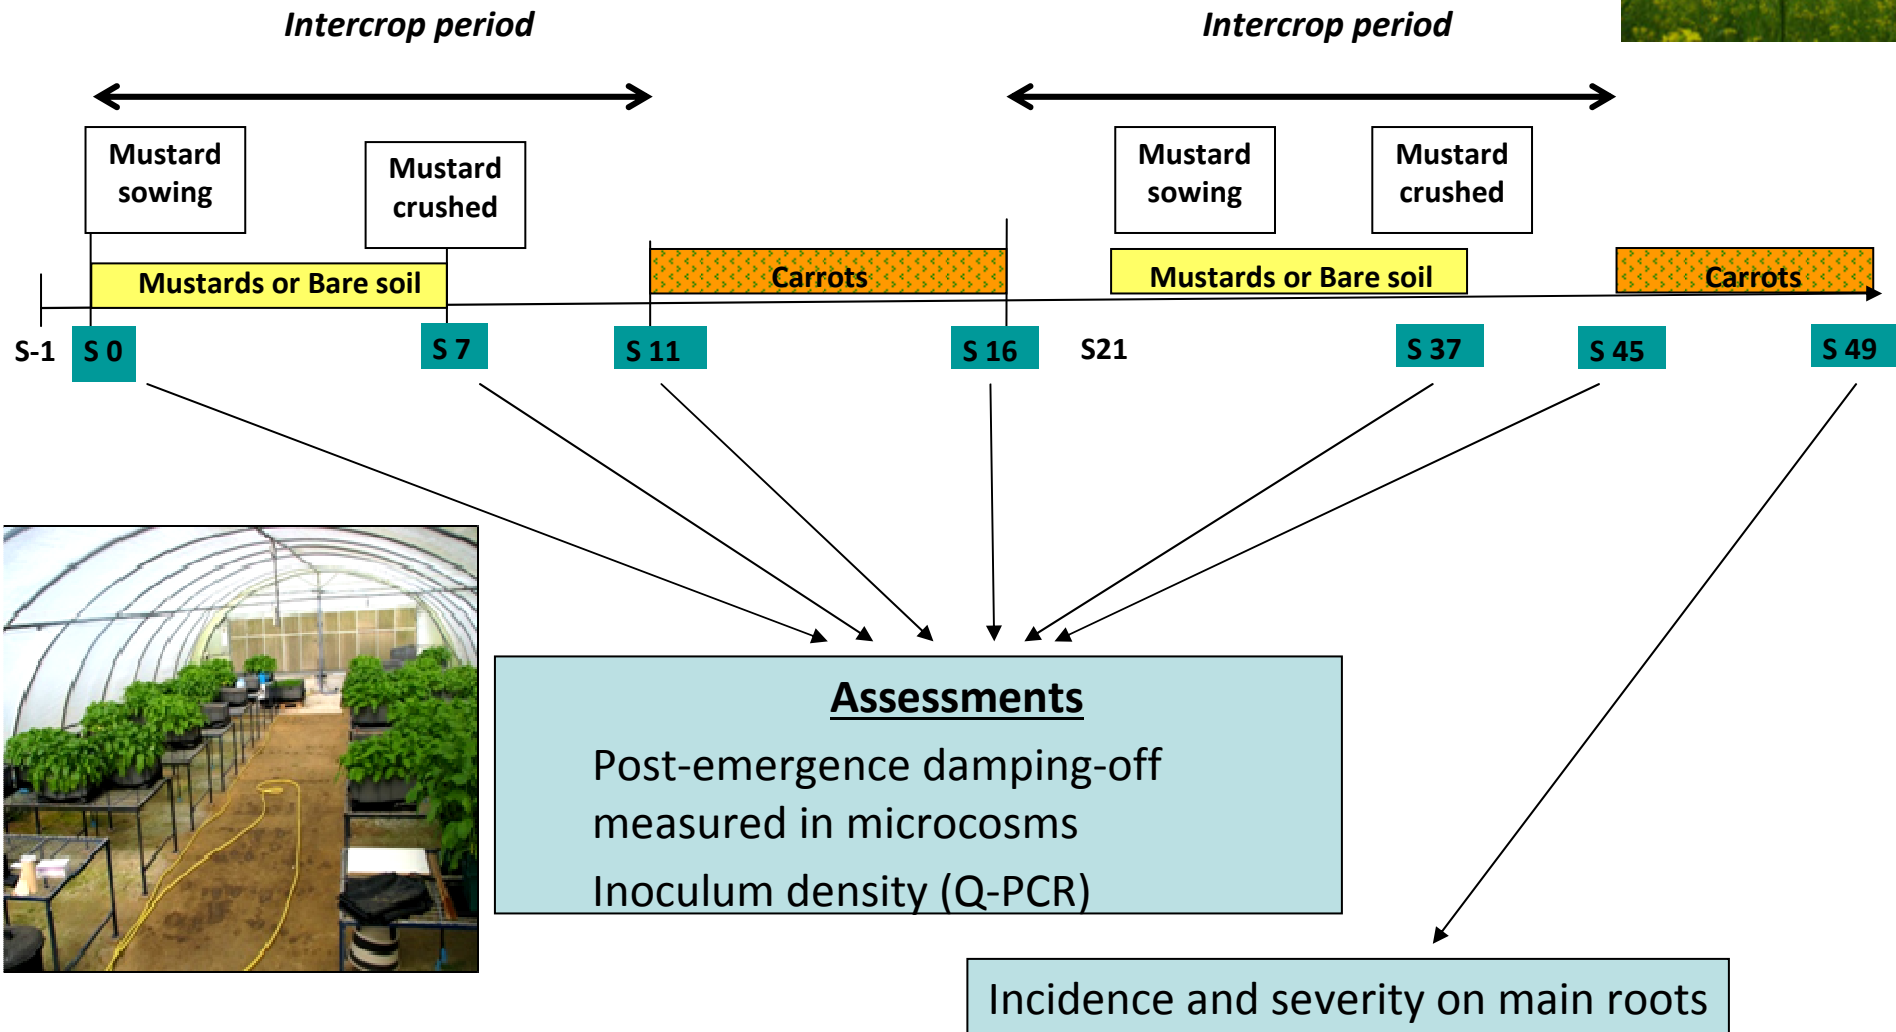 Intercrop period
Intercrop period
Mustard
sowing
Mustard
crushed
Mustard
sowing
Mustard
crushed
Mustards or Bare soil
Carrots
Mustards or Bare soil
Carrots
S-1
S 0
S 7
S 11
S 16
S21
S 37
S 45
S 49
Assessments
Post-emergence damping-off
measured in microcosms
Inoculum density (Q-PCR)
Incidence and severity on main roots